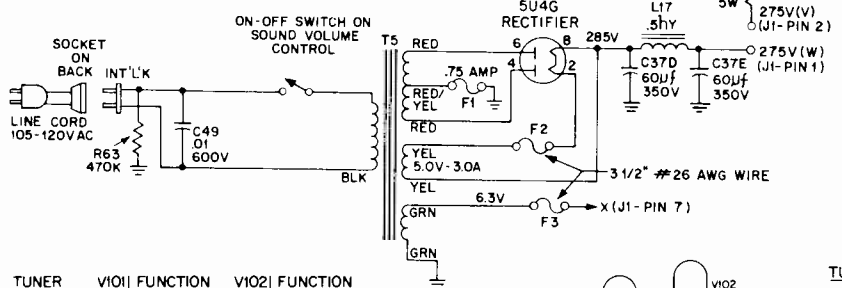 5U4G
RECTIFIER
L17
.5hY
5W
275V(V)
(J1-PIN 2)
ON-OFF SWITCH ON
SOUND VOLUME
CONTROL
T5
RED
6
8
285V
275V(W)
(J1-PIN 1)
SOCKET
ON
BACK
INT'L'K
.75 AMP
4
2
C37D
60µf
350V
C37E
60µf
350V
RED/
YEL
F1
LINE CORD
105-120VAC
C49
.01
600V
RED
F2
R63
470K
YEL
5.0V-3.0A
BLK
YEL
3 1/2" #26 AWG WIRE
6.3V
GRN
F3
X (J1-PIN 7)
GRN
TUNER V101 FUNCTION V102 FUNCTION
V102